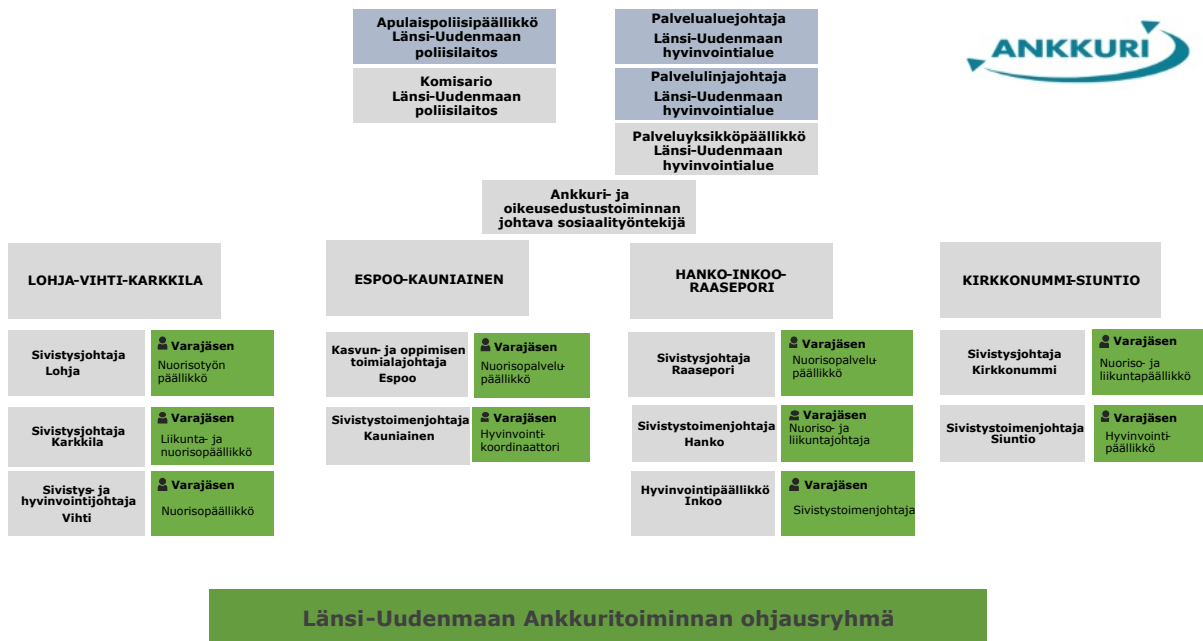 Apulaispoliisipäällikkö
Länsi-Uudenmaan
poliisilaitos
Palvelualuejohtaja
Länsi-Uudenmaan
hyvinvointialue
ANKKURI
Komisario
Länsi-Uudenmaan
poliisilaitos
Palvelulinjajohtaja
Länsi-Uudenmaan
hyvinvointialue
Palveluyksikköpäällikkö
Länsi-Uudenmaan
hyvinvointialue
Ankkuri- ja
oikeusedustustoiminnan
johtava sosiaalityöntekijä
LOHJA-VIHTI-KARKKILA
Sivistysjohtaja
Lohja
Varajäsen
Nuorisotyön
päällikkö
Sivistysjohtaja
Karkkila
Varajäsen
Liikunta- ja
nuorisopäällikkö
Sivistys- ja
hyvinvointijohtaja
Vihti
Varajäsen
Nuorisopäällikkö
ESPOO-KAUNIAINEN
Kasvun- ja oppimisen
toimialajohtaja
Espoo
Varajäsen
Nuorisopalvelu-
päällikkö
Sivistystoimenjohtaja
Kauniainen
Varajäsen
Hyvinvointi-
koordinaattori
HANKO-INKOO-
RAASEPORI
Sivistysjohtaja
Raasepori
Varajäsen
Nuorisopalvelu-
päällikkö
Sivistystoimenjohtaja
Hanko
Varajäsen
Nuoriso- ja
liikuntajohtaja
Hyvinvointipäällikkö
Inkoo
Varajäsen
Sivistystoimenjohtaja
KIRKKONUMMI-SIUNTIO
Sivistysjohtaja
Kirkkonummi
Varajäsen
Nuoriso- ja
liikuntapäällikkö
Sivistystoimenjohtaja
Siuntio
Varajäsen
Hyvinvointi-
päällikkö
Länsi-Uudenmaan Ankkuritoiminnan ohjausryhmä